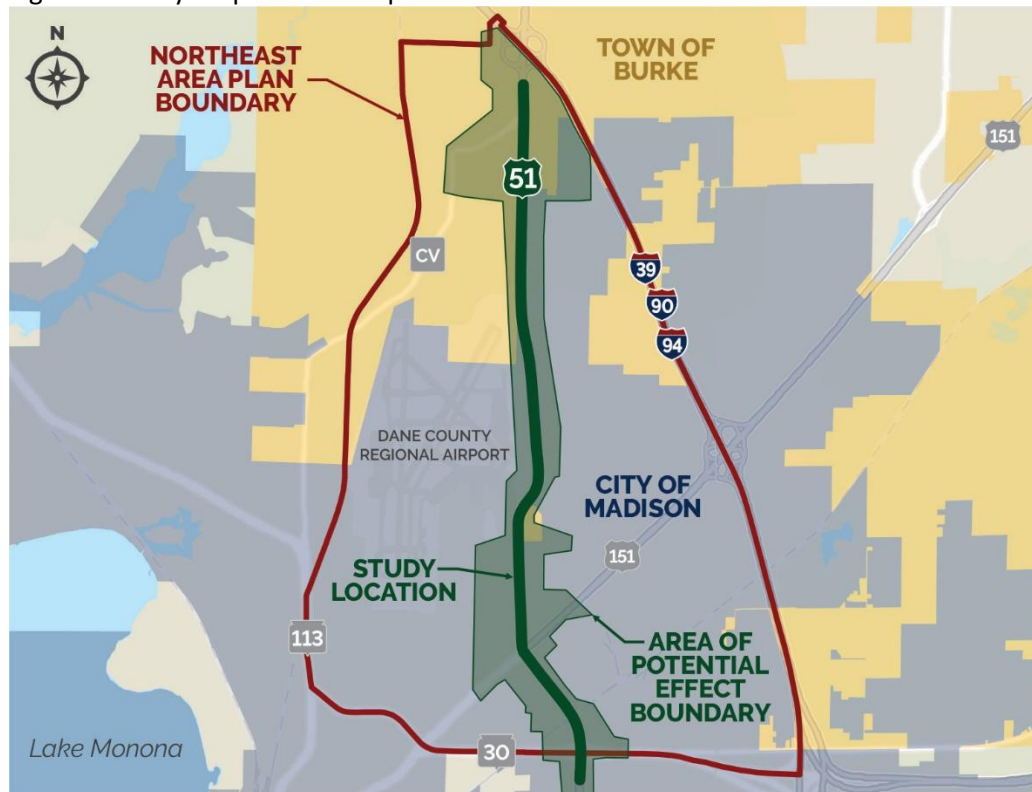 N
NORTHEAST
AREA PLAN
BOUNDARY
TOWN OF
BURKE
151
51
CV
39
90
94
DANE COUNTY
REGIONAL AIRPORT
CITY OF
MADISON
151
STUDY
LOCATION
113
AREA OF
POTENTIAL
EFFECT
BOUNDARY
30
Lake Monona